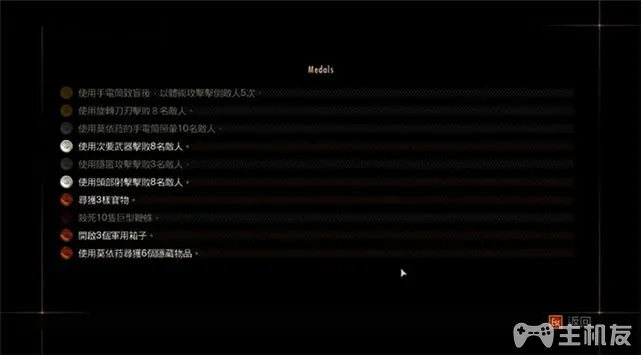 Medals
使用手電筒致盲後、以體術攻擊擊倒敵人5次。
使用旋轉刀刃擊敗8名敵人。
使用莫依菈的手電筒照暈10名敵人。
使用次要武器擊敗8名敵人。
使用隱匿攻擊擊敗3名敵人。
使用頭部射擊擊敗8名敵人。
尋獲3樣寶物。
殺死10隻巨型蜘蛛。
開啟3個軍用箱子。
使用莫依菈尋獲6個隱藏物品。
Esc 返回
主机友